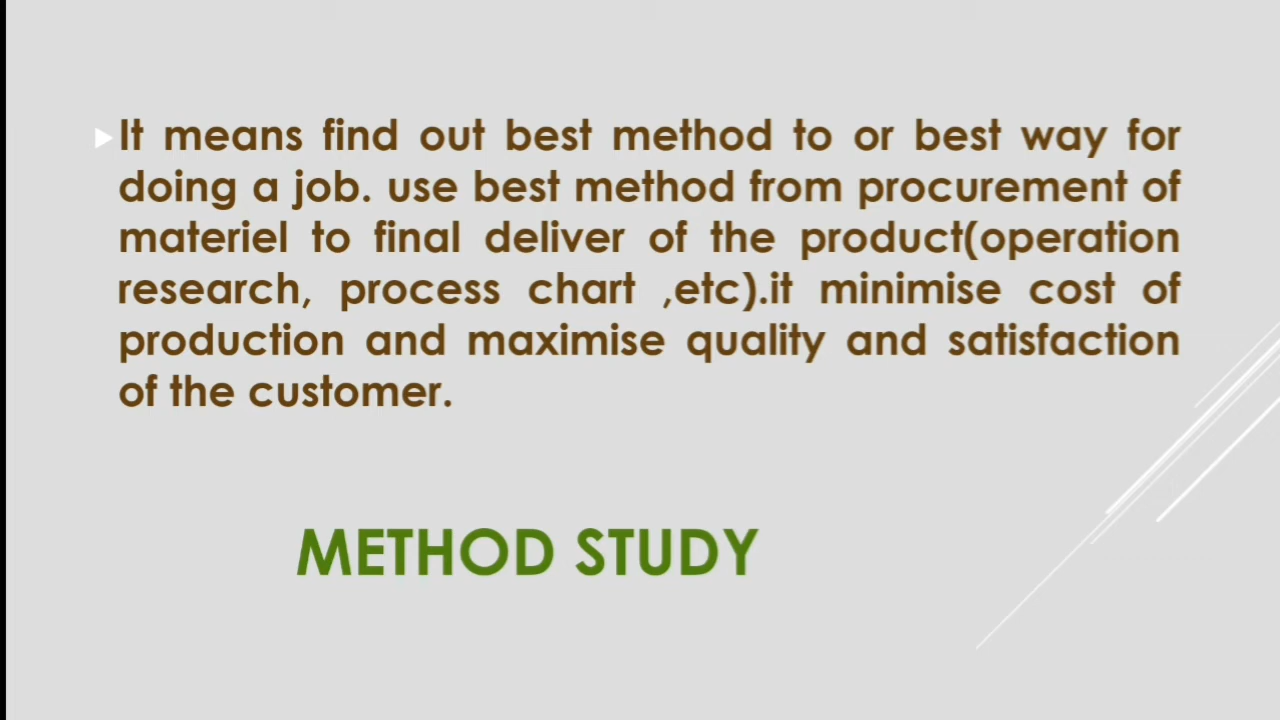 It means find out best method to or best way for
doing a job. use best method from procurement of
materiel to final deliver of the product(operation
research, process chart ,etc).it minimise cost of
production and maximise quality and satisfaction
of the customer.
METHOD STUDY